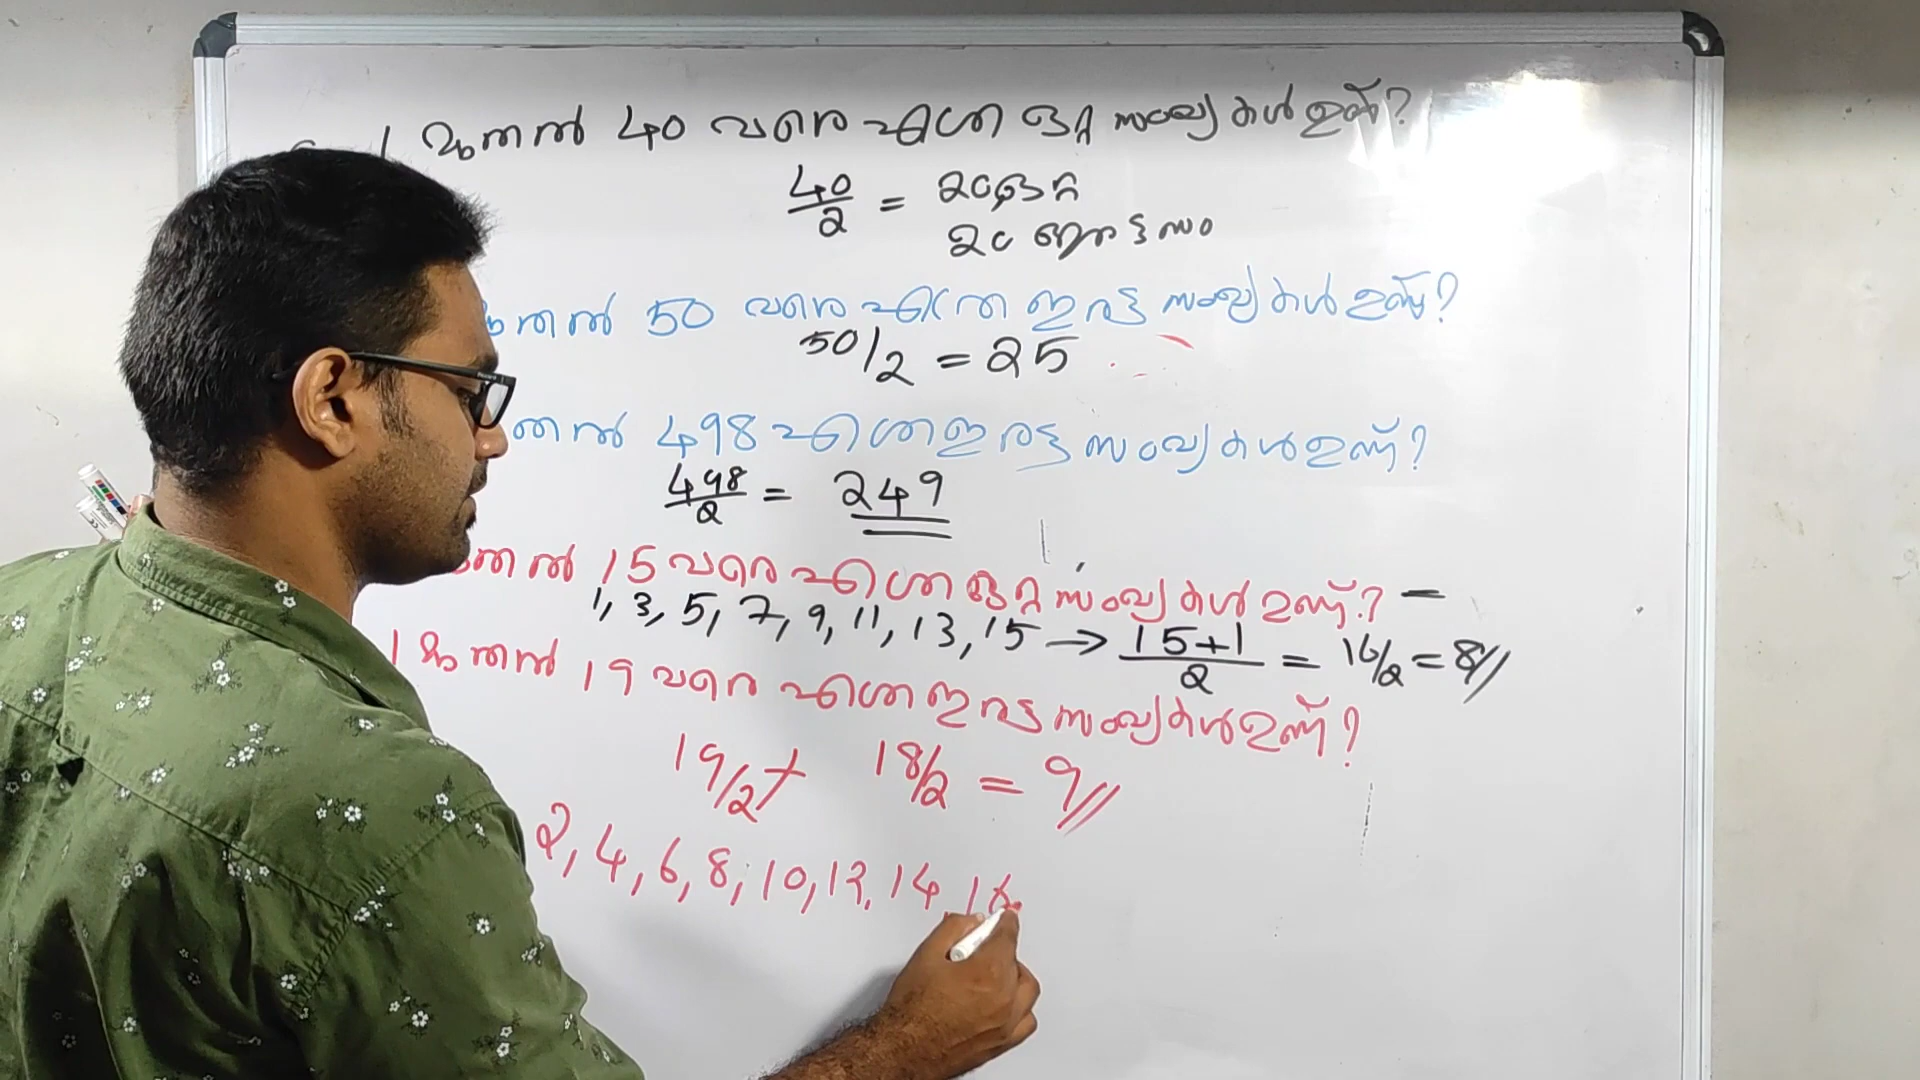 1 മുതൽ 40 വരെ എത്ര ഒറ്റ സംഖ്യകൾ ഉണ്ട്?
40/2 = 20 ഒറ്റ
20 ഇരട്ട സം
മുതൽ 50 വരെ എത്ര ഇരട്ട സംഖ്യകൾ ഉണ്ട്?
50/2 = 25
തൽ 498 എത്ര ഇരട്ട സംഖ്യകൾ ഉണ്ട്?
498/2 = 249
മുതൽ 15 വരെ എത്ര ഒറ്റ സംഖ്യകൾ ഉണ്ട്? –
1, 3, 5, 7, 9, 11, 13, 15 → 15+1/2 = 16/2 = 8//
1 മുതൽ 19 വരെ എത്ര ഇരട്ട സംഖ്യകൾ ഉണ്ട്?
19/2 × 18/2 = 9//
2, 4, 6, 8, 10, 12, 14, 16